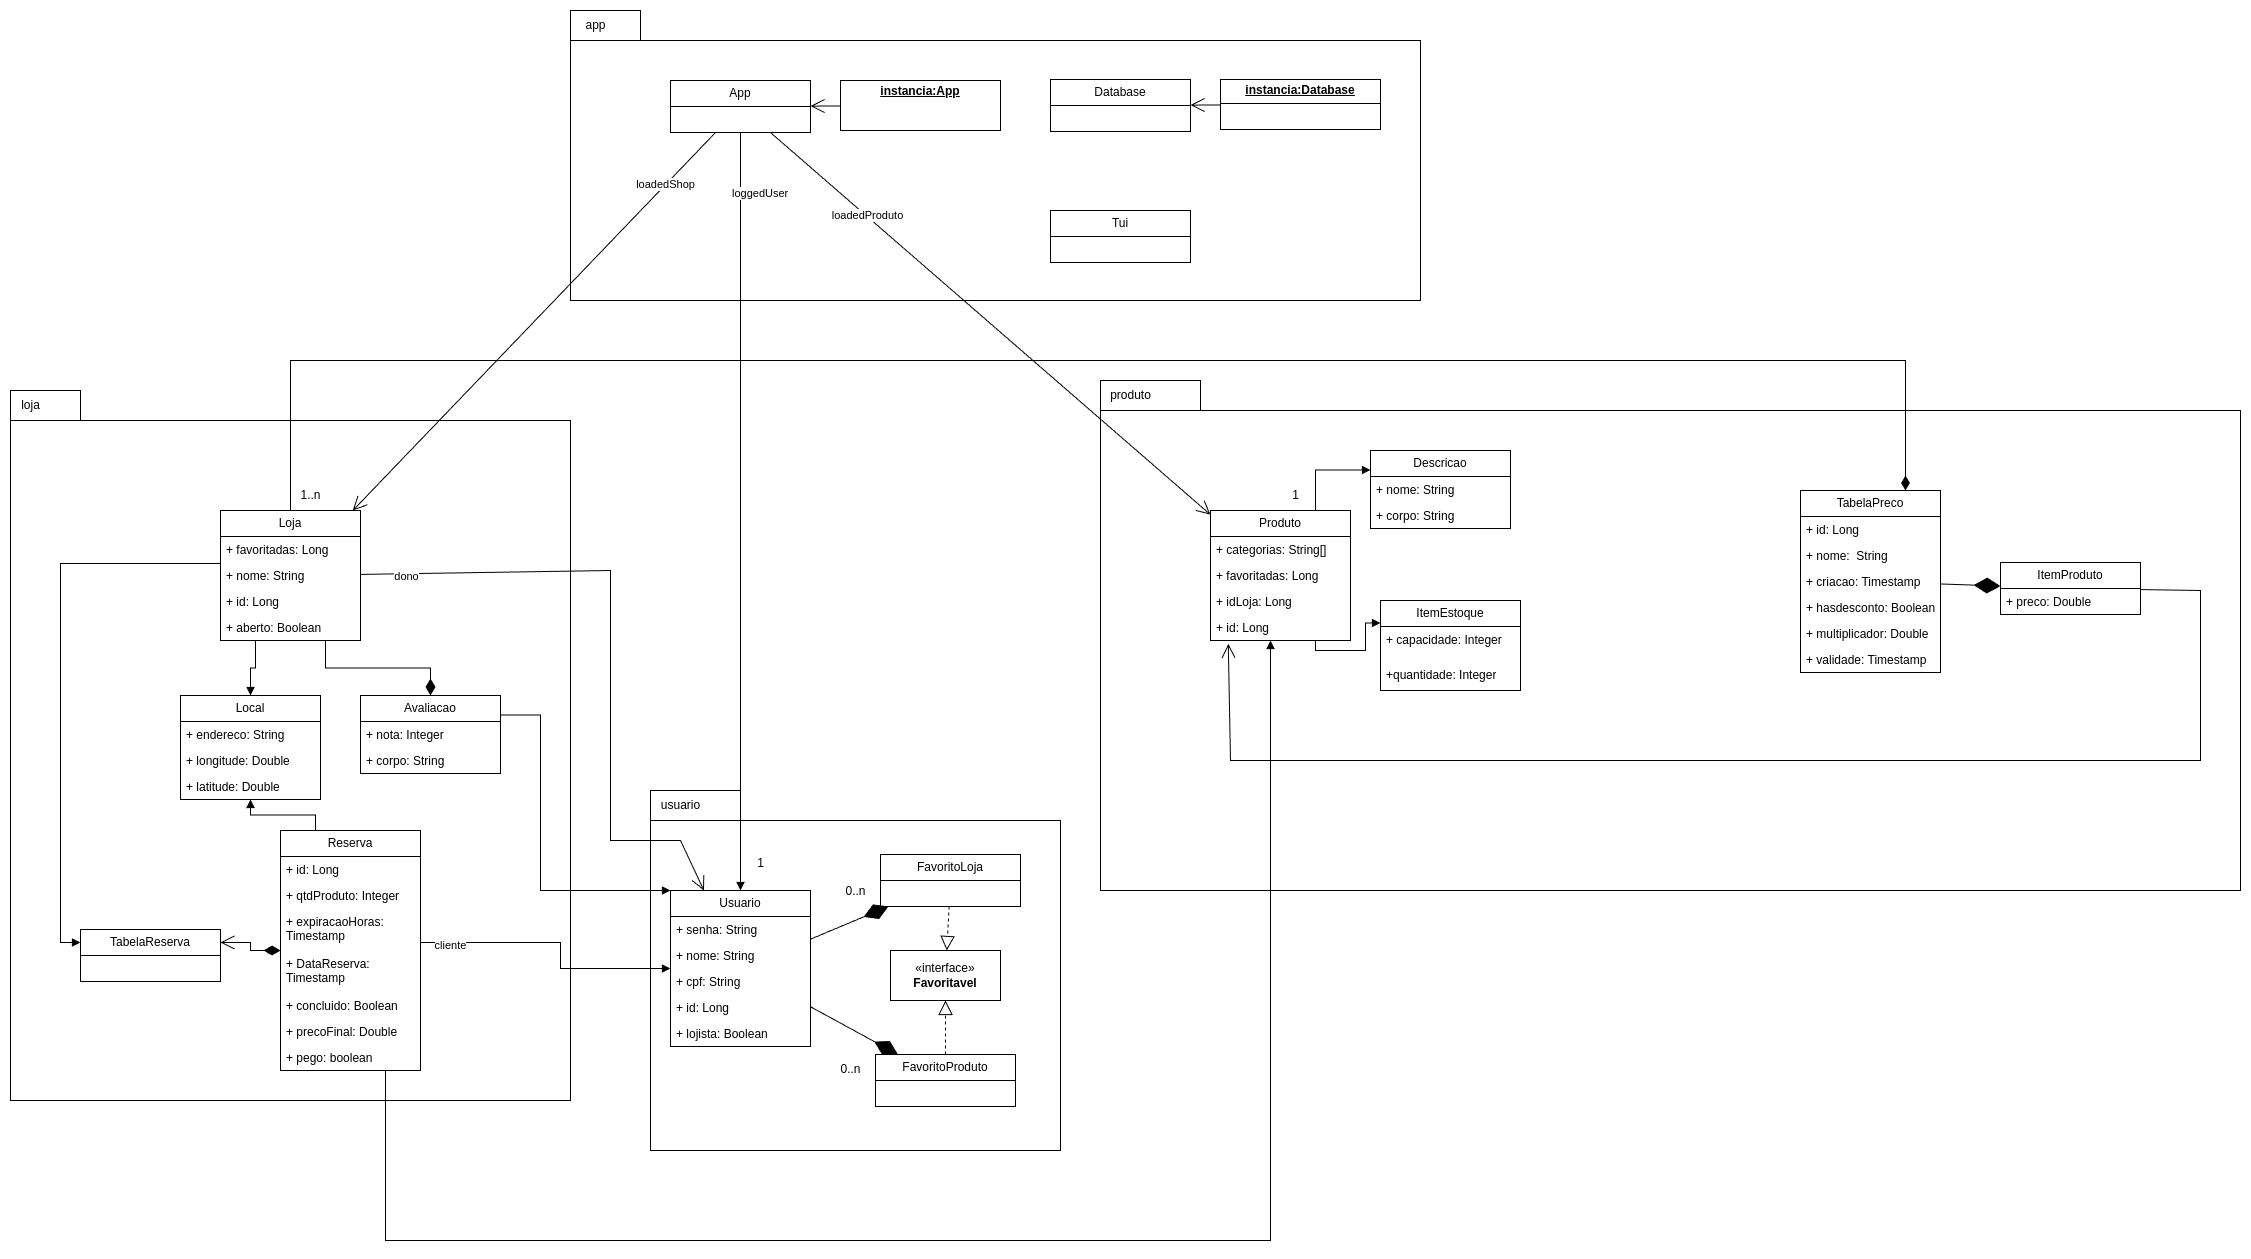 app
App
instancia:App
Database
instancia:Database
loadedShop
loggedUser
loadedProduto
Tui
loja
1..n
Loja
+ favoritadas: Long
+ nome: String
+ id: Long
+ aberto: Boolean
dono
Local
+ endereco: String
+ longitude: Double
+ latitude: Double
Avaliacao
+ nota: Integer
+ corpo: String
Reserva
+ id: Long
+ qtdProduto: Integer
+ expiracaoHoras:
Timestamp
+ DataReserva:
Timestamp
+ concluido: Boolean
+ precoFinal: Double
+ pego: boolean
TabelaReserva
cliente
usuario
1
Usuario
+ senha: String
+ nome: String
+ cpf: String
+ id: Long
+ lojista: Boolean
0..n
FavoritoLoja
«interface»
Favoritavel
0..n
FavoritoProduto
produto
1
Produto
+ categorias: String[]
+ favoritadas: Long
+ idLoja: Long
+ id: Long
Descricao
+ nome: String
+ corpo: String
ItemEstoque
+ capacidade: Integer
+quantidade: Integer
TabelaPreco
+ id: Long
+ nome:  String
+ criacao: Timestamp
+ hasdesconto: Boolean
+ multiplicador: Double
+ validade: Timestamp
ItemProduto
+ preco: Double